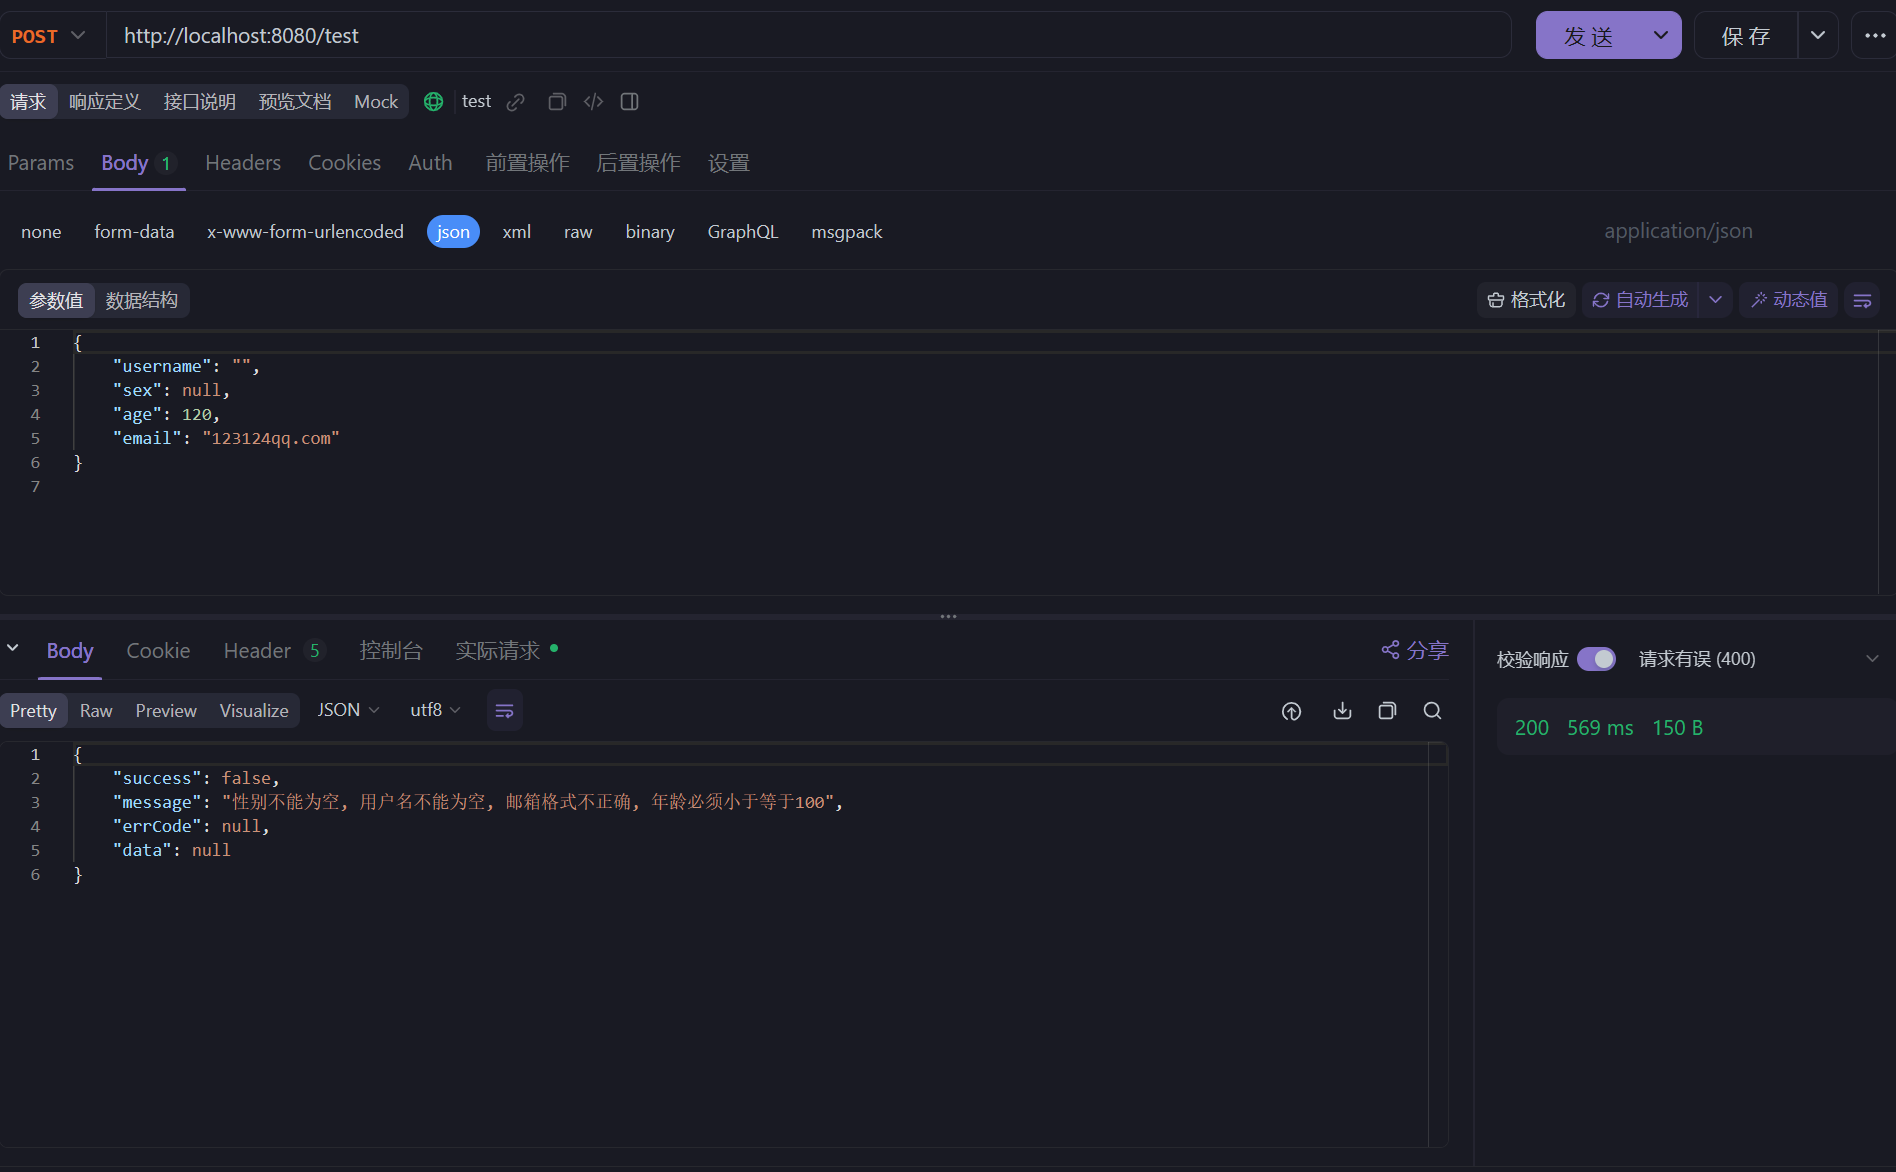 POST http://localhost:8080/test 发送 保存
请求 响应定义 接口说明 预览文档 Mock test
Params Body 1 Headers Cookies Auth 前置操作 后置操作 设置
none form-data x-www-form-urlencoded json xml raw binary GraphQL msgpack application/json
参数值 数据结构 格式化 自动生成 动态值
1 {
2 "username": "",
3 "sex": null,
4 "age": 120,
5 "email": "123124qq.com"
6 }
7
Body Cookie Header 5 控制台 实际请求 分享 校验响应 请求有误 (400)
Pretty Raw Preview Visualize JSON utf8
200 569 ms 150 B
1 {
2 "success": false,
3 "message": "性别不能为空, 用户名不能为空, 邮箱格式不正确, 年龄必须小于等于100",
4 "errCode": null,
5 "data": null
6 }